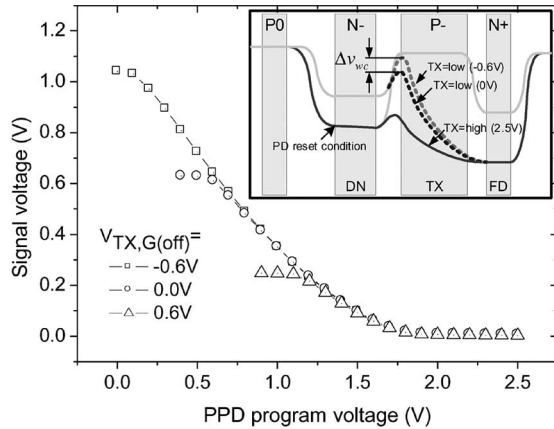 P0 N- P- N+
Δv_wc
TX=low (-0.6V)
TX=low (0V)
TX=high (2.5V)
PD reset condition
DN TX FD
Signal voltage (V)
1.2
1.0
0.8
0.6
0.4
0.2
0.0
V_TX,G(off)=
-0.6V
0.0V
0.6V
0.0 0.5 1.0 1.5 2.0 2.5
PPD program voltage (V)